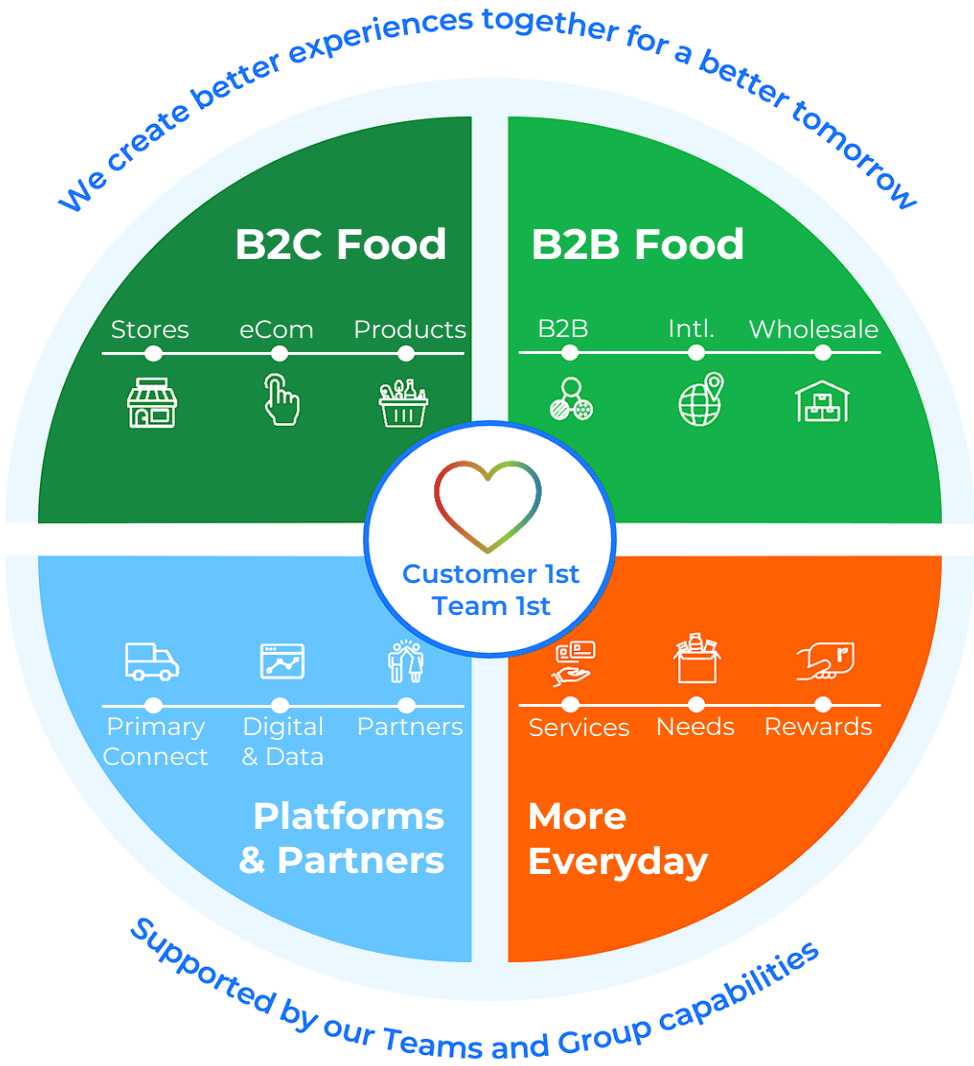 We create better experiences together for a better tomorrow
B2C Food
Stores eCom Products
B2B Food
B2B Intl. Wholesale
Customer 1st
Team 1st
Primary
Connect
Digital
& Data
Partners
Platforms
& Partners
Services Needs Rewards
r
More
Everyday
Supported by our Teams and Group capabilities